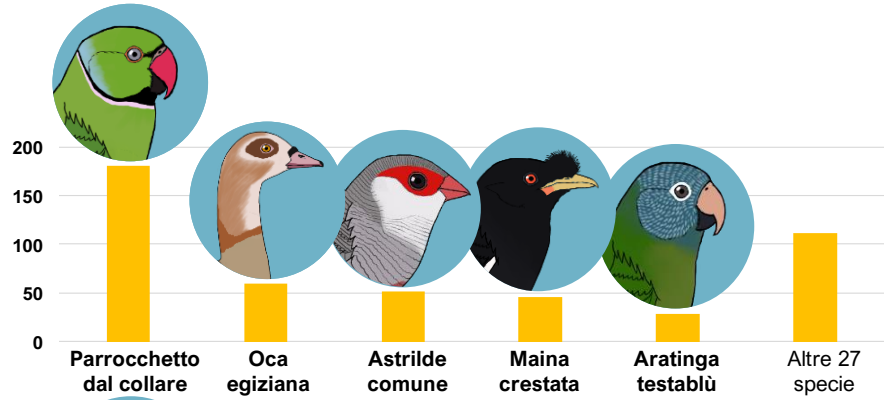 200
150
100
50
0
Parrocchetto
dal collare
Oca
egiziana
Astrilde
comune
Maina
crestata
Aratinga
testablù
Altre 27
specie